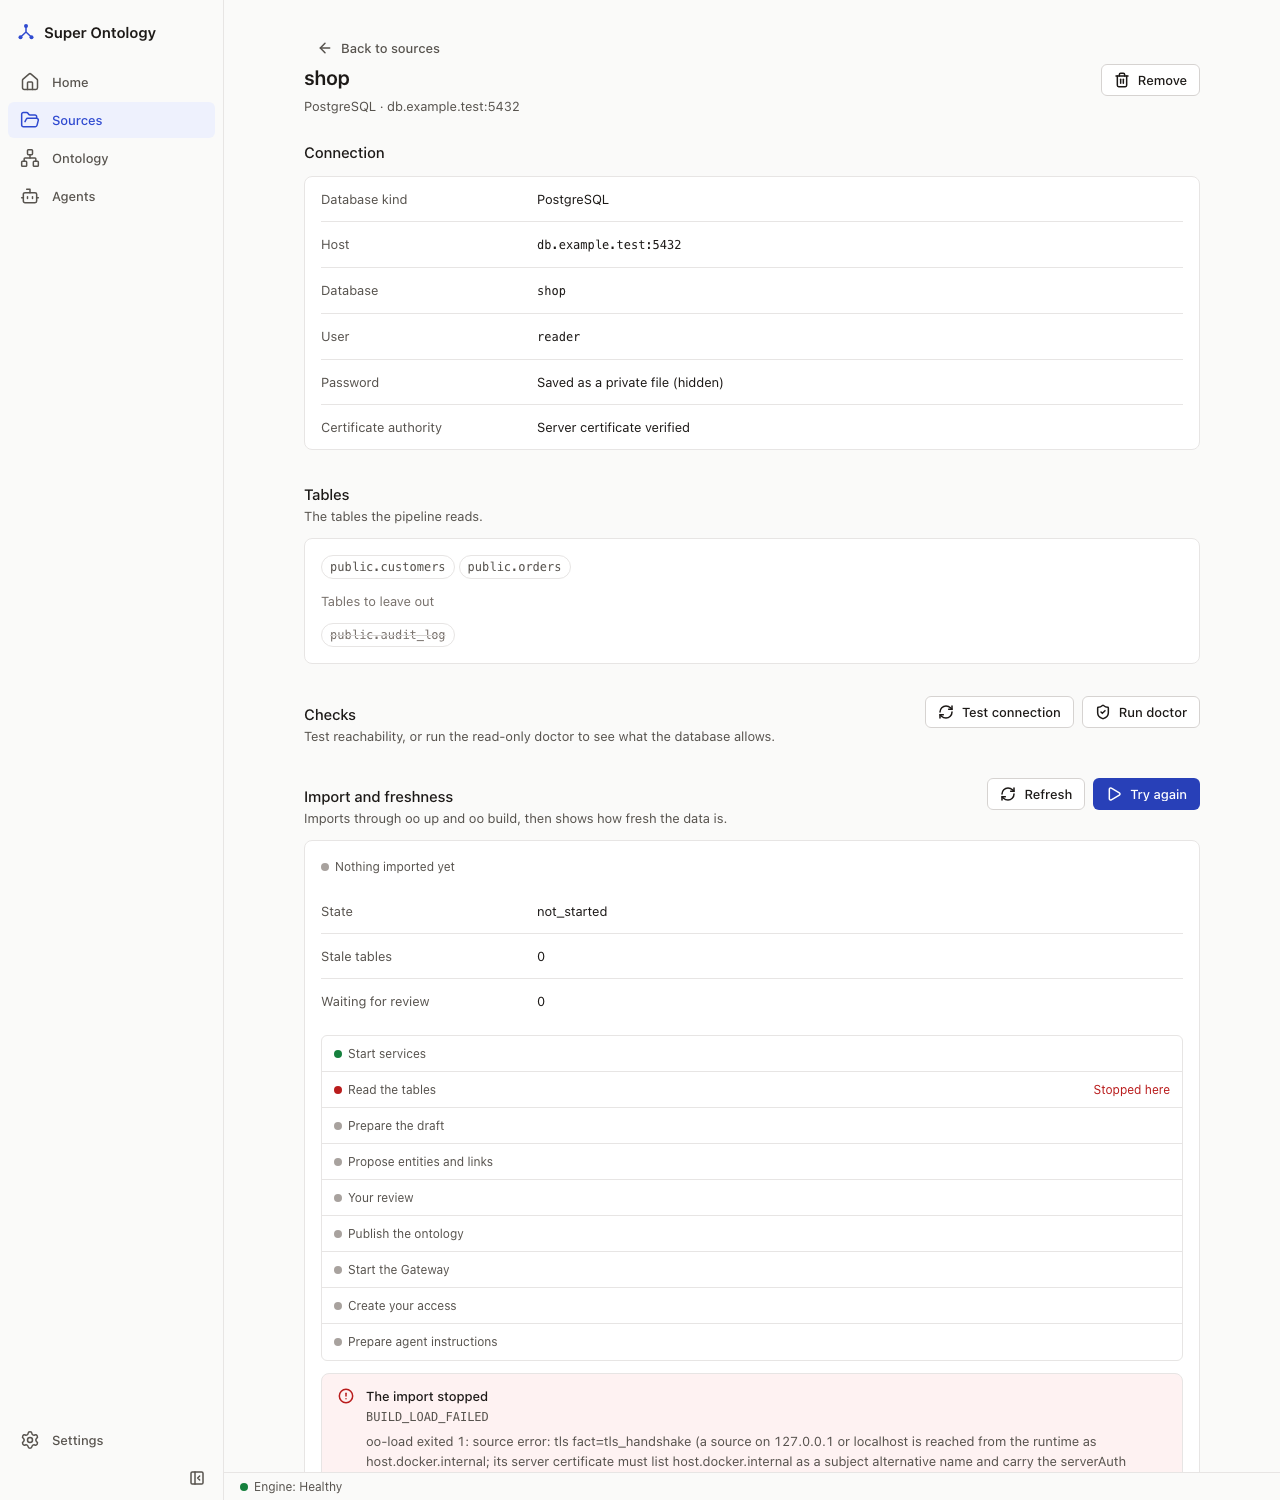 Super Ontology
Home
Sources
Ontology
Agents
Settings
Back to sources
shop
Remove
PostgreSQL · db.example.test:5432
Connection
Database kind PostgreSQL
Host db.example.test:5432
Database shop
User reader
Password Saved as a private file (hidden)
Certificate authority Server certificate verified
Tables
The tables the pipeline reads.
public.customers public.orders
Tables to leave out
public.audit_log
Checks
Test connection Run doctor
Test reachability, or run the read-only doctor to see what the database allows.
Import and freshness
Refresh Try again
Imports through oo up and oo build, then shows how fresh the data is.
Nothing imported yet
State not_started
Stale tables 0
Waiting for review 0
Start services
Read the tables Stopped here
Prepare the draft
Propose entities and links
Your review
Publish the ontology
Start the Gateway
Create your access
Prepare agent instructions
The import stopped
BUILD_LOAD_FAILED
oo-load exited 1: source error: tls fact=tls_handshake (a source on 127.0.0.1 or localhost is reached from the runtime as
host.docker.internal; its server certificate must list host.docker.internal as a subject alternative name and carry the serverAuth
Engine: Healthy